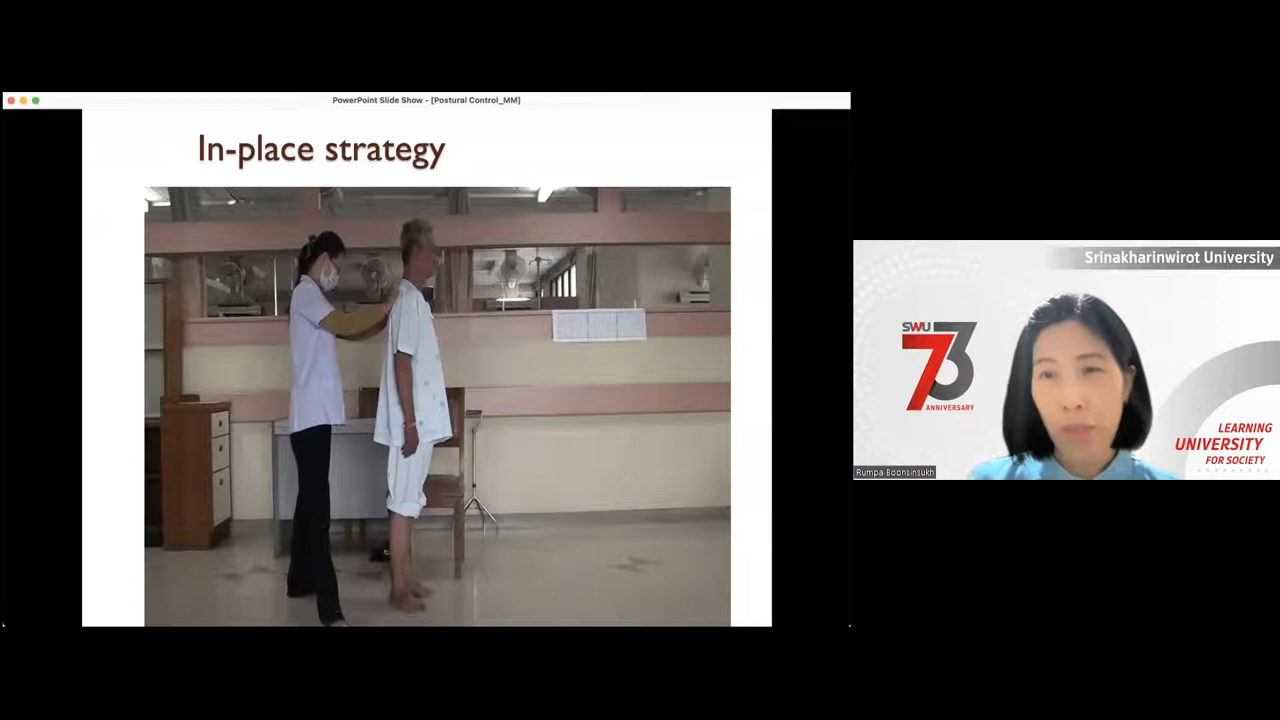 PowerPoint Slide Show - [Postural Control_MM]
In-place strategy
Srinakharinwirot University
SWU
73
ANNIVERSARY
LEARNING
UNIVERSITY
FOR SOCIETY
Rumpa Boonsinsukh